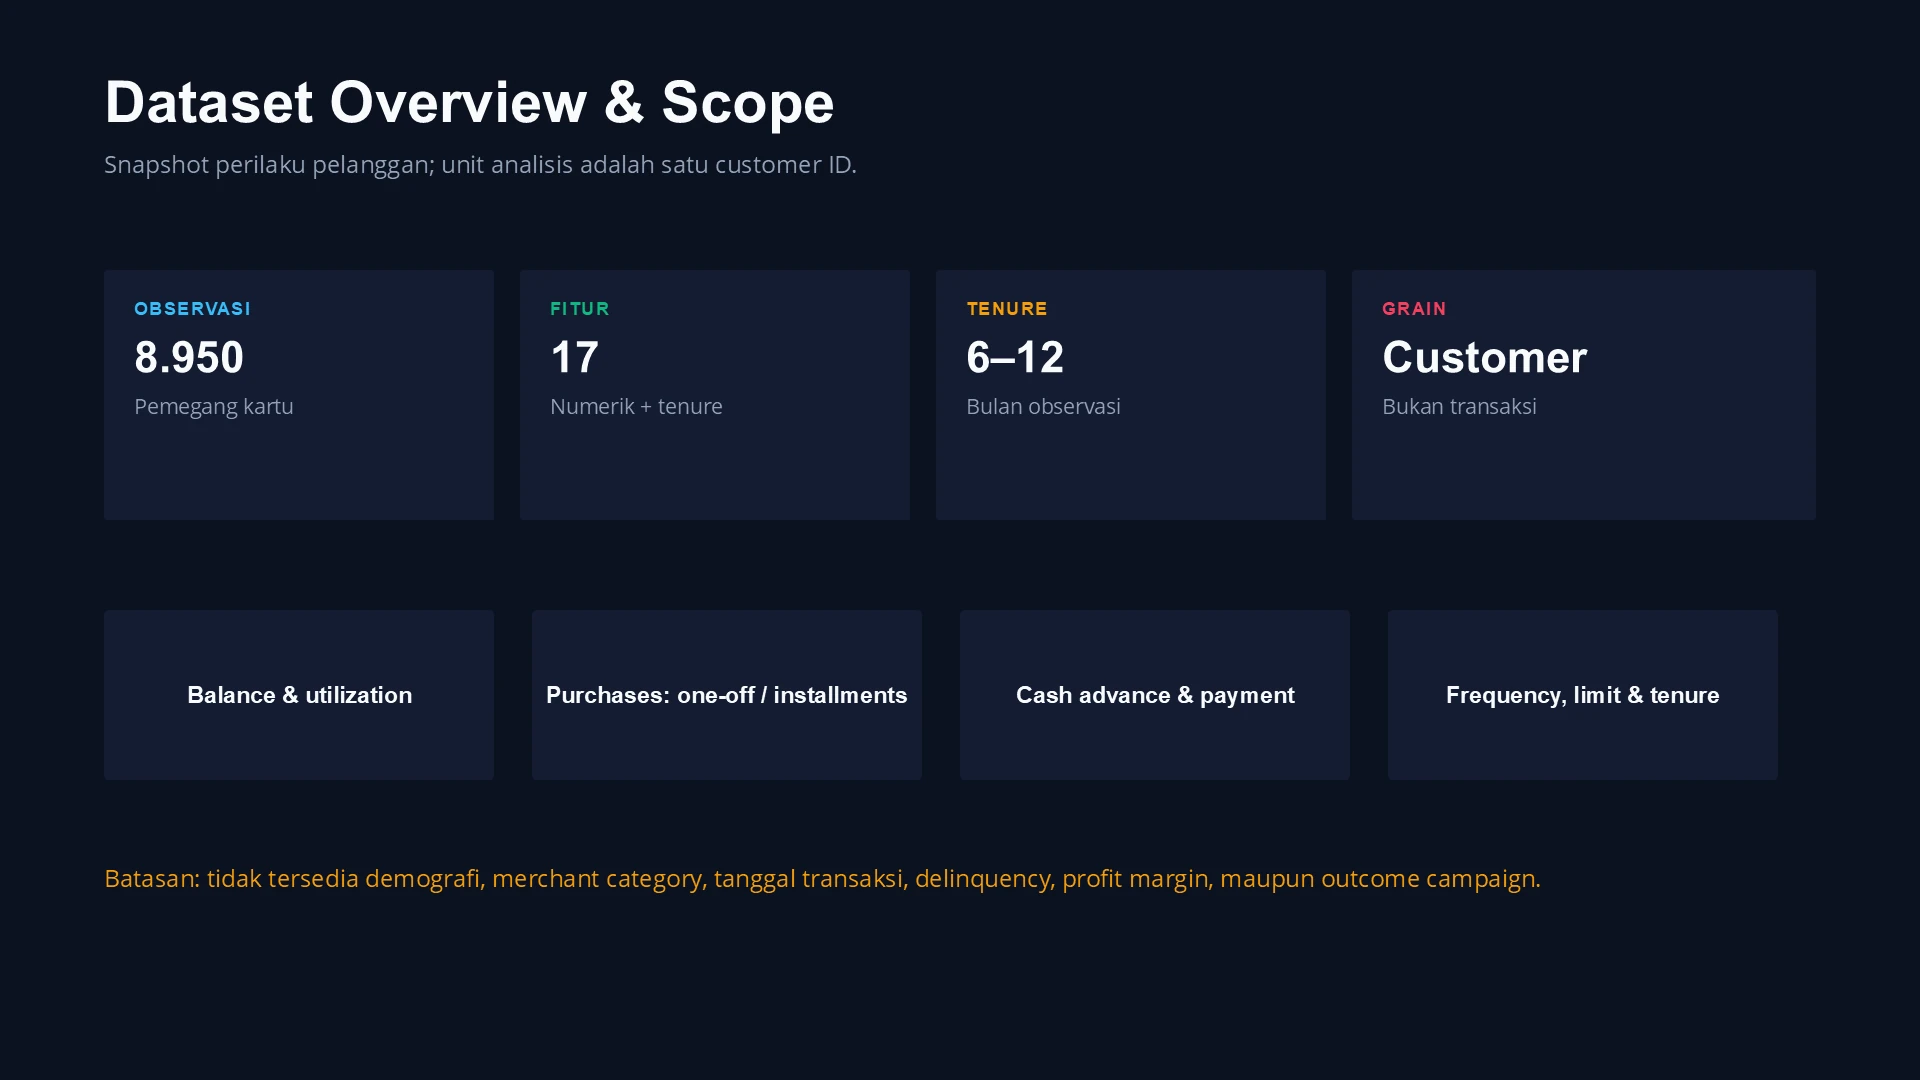 Dataset Overview & Scope
Snapshot perilaku pelanggan; unit analisis adalah satu customer ID.
OBSERVASI
8.950
Pemegang kartu
FITUR
17
Numerik + tenure
TENURE
6–12
Bulan observasi
GRAIN
Customer
Bukan transaksi
Balance & utilization
Purchases: one-off / installments
Cash advance & payment
Frequency, limit & tenure
Batasan: tidak tersedia demografi, merchant category, tanggal transaksi, delinquency, profit margin, maupun outcome campaign.